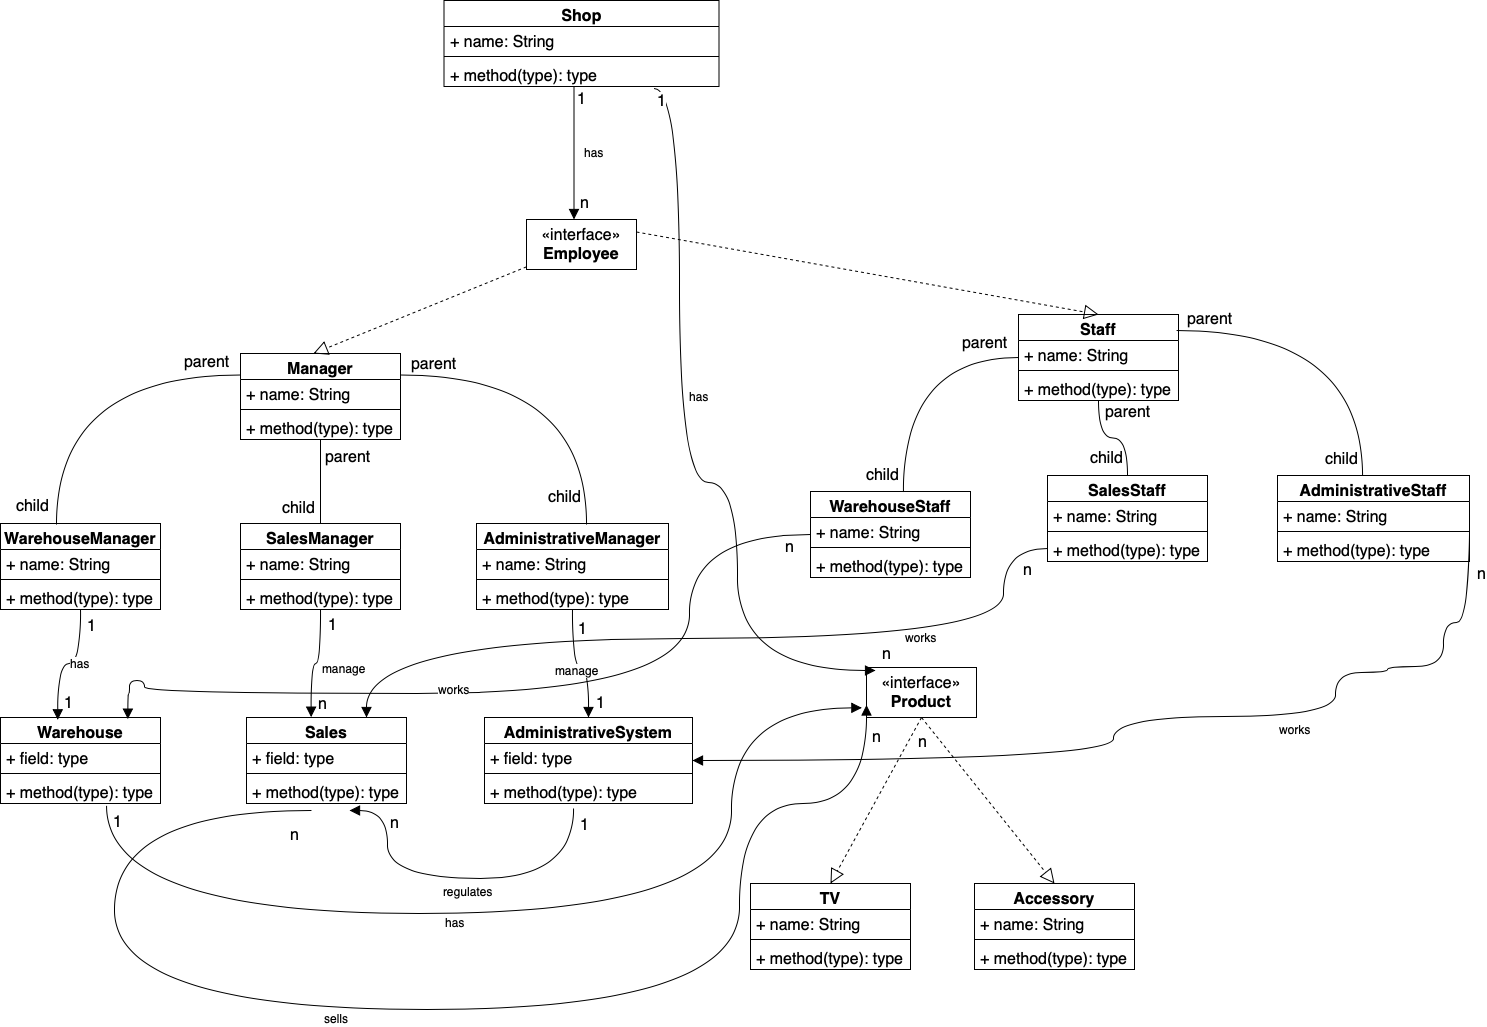 Shop
+ name: String
+ method(type): type
1
1
has
n
«interface»
Employee
parent
Staff
+ name: String
+ method(type): type
parent
parent
parent
parent
Manager
+ name: String
+ method(type): type
has
parent
child
child
child
child
child
child
WarehouseManager
+ name: String
+ method(type): type
SalesManager
+ name: String
+ method(type): type
AdministrativeManager
+ name: String
+ method(type): type
WarehouseStaff
+ name: String
+ method(type): type
SalesStaff
+ name: String
+ method(type): type
AdministrativeStaff
+ name: String
+ method(type): type
n
n
n
1
1
1
works
has
manage
manage
n
works
1
n
1
«interface»
Product
Warehouse
+ field: type
+ method(type): type
Sales
+ field: type
+ method(type): type
AdministrativeSystem
+ field: type
+ method(type): type
n
n
works
1
n
n
1
regulates
has
TV
+ name: String
+ method(type): type
Accessory
+ name: String
+ method(type): type
sells